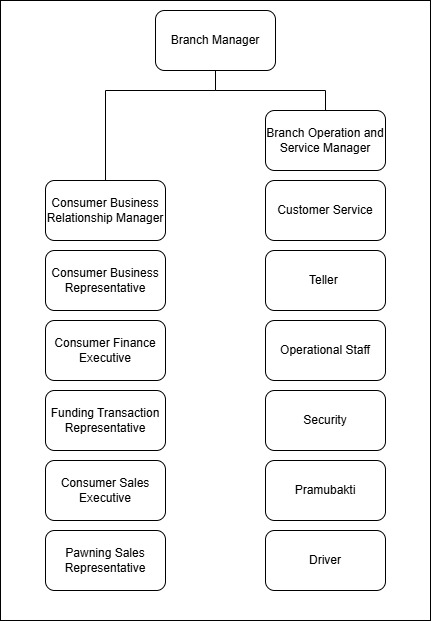 Branch Manager
Branch Operation and
Service Manager
Consumer Business
Relationship Manager
Customer Service
Consumer Business
Representative
Teller
Consumer Finance
Executive
Operational Staff
Funding Transaction
Representative
Security
Consumer Sales
Executive
Pramubakti
Pawning Sales
Representative
Driver